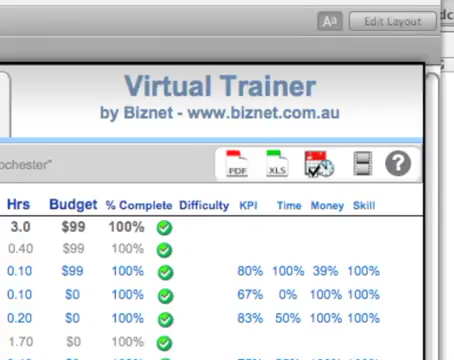 Aa Edit Layout
Virtual Trainer
by Biznet - www.biznet.com.au
ochester"
PDF XLS ?
Hrs Budget % Complete Difficulty KPI Time Money Skill
3.0 $99 100%
0.40 $99 100%
0.10 $99 100% 80% 100% 39% 100%
0.10 $0 100% 67% 0% 100% 100%
0.20 $0 100% 83% 50% 100% 100%
1.70 $0 100%